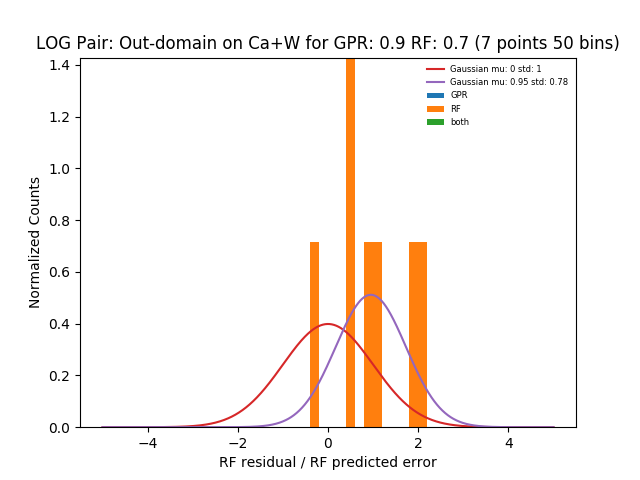 LOG Pair: Out-domain on Ca+W for GPR: 0.9 RF: 0.7 (7 points 50 bins)
Gaussian mu: 0 std: 1
Gaussian mu: 0.95 std: 0.78
GPR
RF
both
Normalized Counts
1.4
1.2
1.0
0.8
0.6
0.4
0.2
0.0
−4
−2
0
2
4
RF residual / RF predicted error